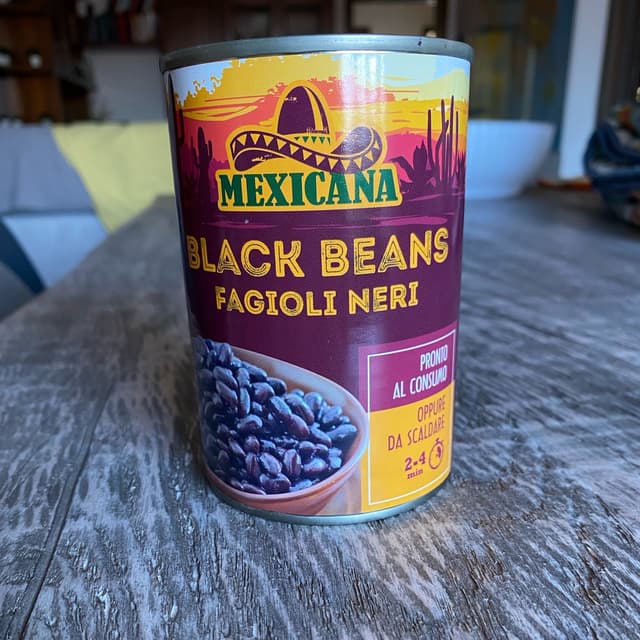 MEXICANA
BLACK BEANS
FAGIOLI NERI
PRONTO
AL CONSUMO
OPPURE
DA SCALDARE
2-4
min